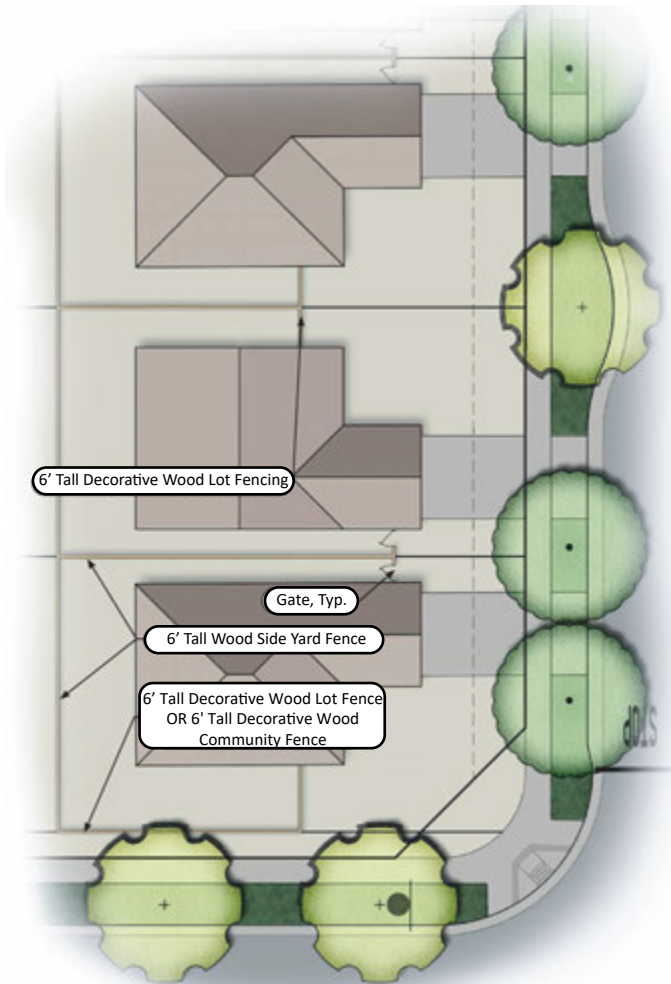 6’ Tall Decorative Wood Lot Fencing
Gate, Typ.
6’ Tall Wood Side Yard Fence
6’ Tall Decorative Wood Lot Fence
OR 6' Tall Decorative Wood
Community Fence
STOP